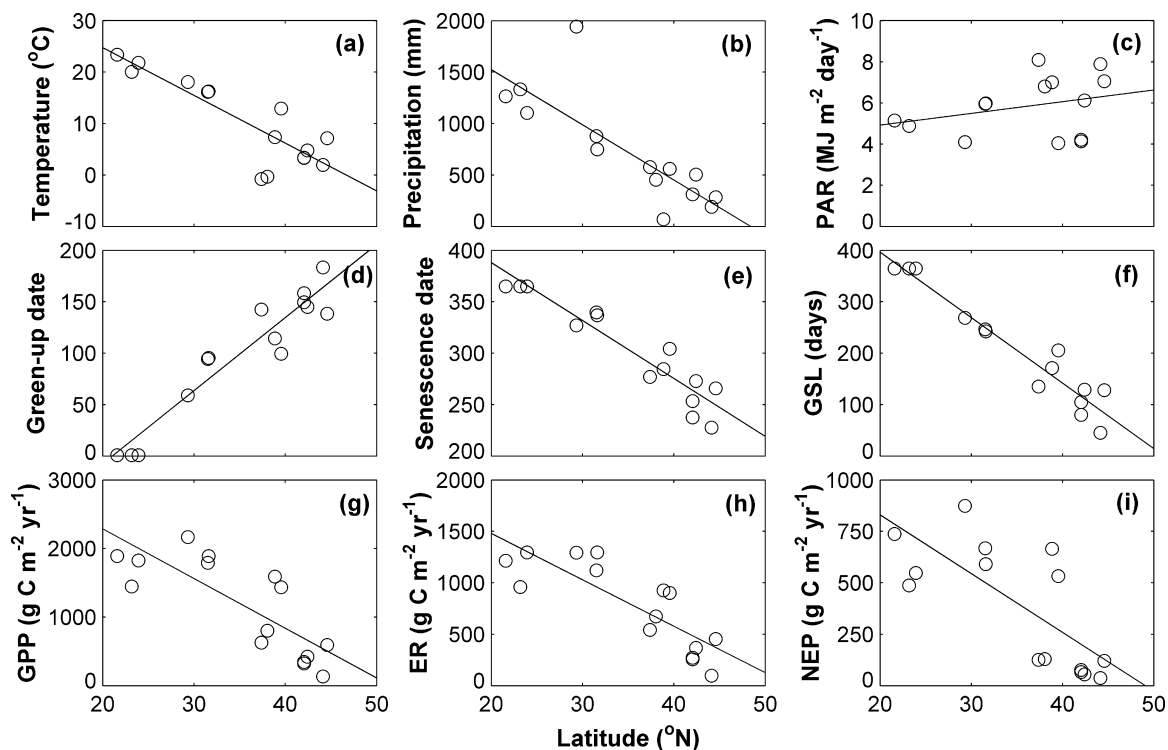 Temperature (°C)
30
20
10
0
-10
(a)
Precipitation (mm)
2000
1500
1000
500
0
(b)
PAR (MJ m⁻² day⁻¹)
10
8
6
4
2
0
(c)
Green-up date
200
150
100
50
0
(d)
Senescence date
400
350
300
250
200
(e)
GSL (days)
400
300
200
100
0
(f)
GPP (g C m⁻² yr⁻¹)
3000
2000
1000
0
(g)
20 30 40 50
ER (g C m⁻² yr⁻¹)
2000
1500
1000
500
0
(h)
20 30 40 50
NEP (g C m⁻² yr⁻¹)
1000
750
500
250
0
(i)
20 30 40 50
Latitude (°N)